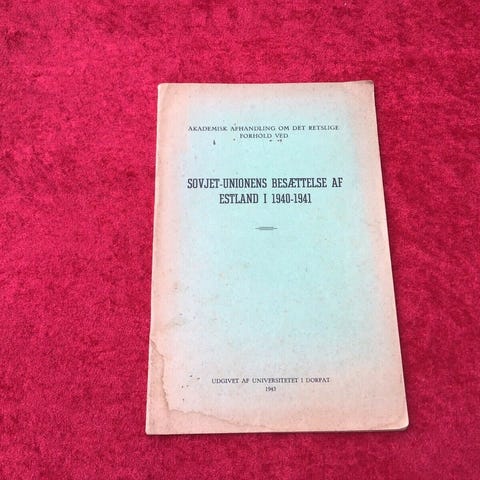 AKADEMISK AFHANDLING OM DET RETSLIGE
FORHOLD VED
SOVJET-UNIONENS BESÆTTELSE AF
ESTLAND I 1940-1941
UDGIVET AF UNIVERSITETET I DORPAT
1943